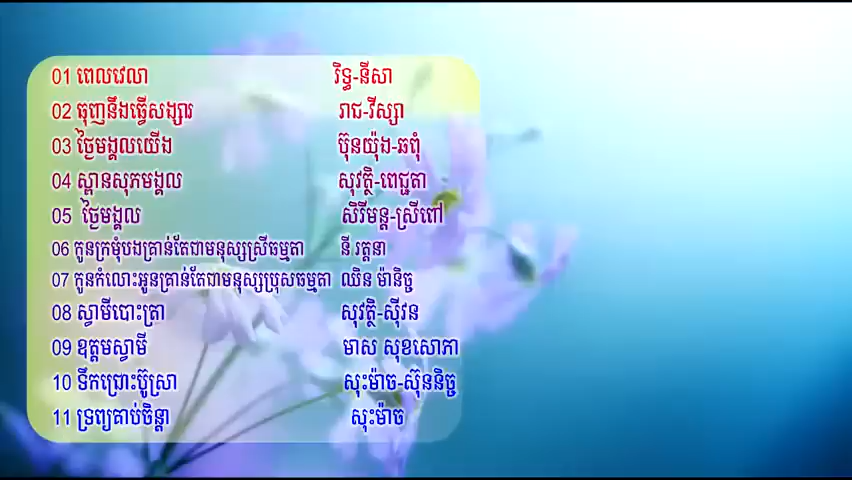 01 ពេលវេលា រិទ្ធ-នីសា
02 ធុញនឹងធ្វើសង្សារ រាជ-វីស្សា
03 ថ្ងៃមង្គលយើង ប៊ុនយ៉ុង-ឆពុំ
04 ស្ពានសុភមង្គល សុវត្ថិ-ពេជ្ជតា
05 ថ្ងៃមង្គល សិរីមន្ត-ស្រីពៅ
06 កូនក្រមុំបងគ្រាន់តែជាមនុស្សស្រីធម្មតា នី រត្តនា
07 កូនកំលោះអូនគ្រាន់តែជាមនុស្សប្រុសធម្មតា ឈិន ម៉ានិច្ច
08 ស្វាមីបោះត្រា សុវត្ថិ-ស៊ីវន
09 ឧត្តមស្វាមី មាស សុខសោភា
10 ទឹកជ្រោះប៊ូស្រា សុះម៉ាច-ស៊ុននិច្ច
11 ទ្រព្យគាប់ចិន្តា សុះម៉ាច